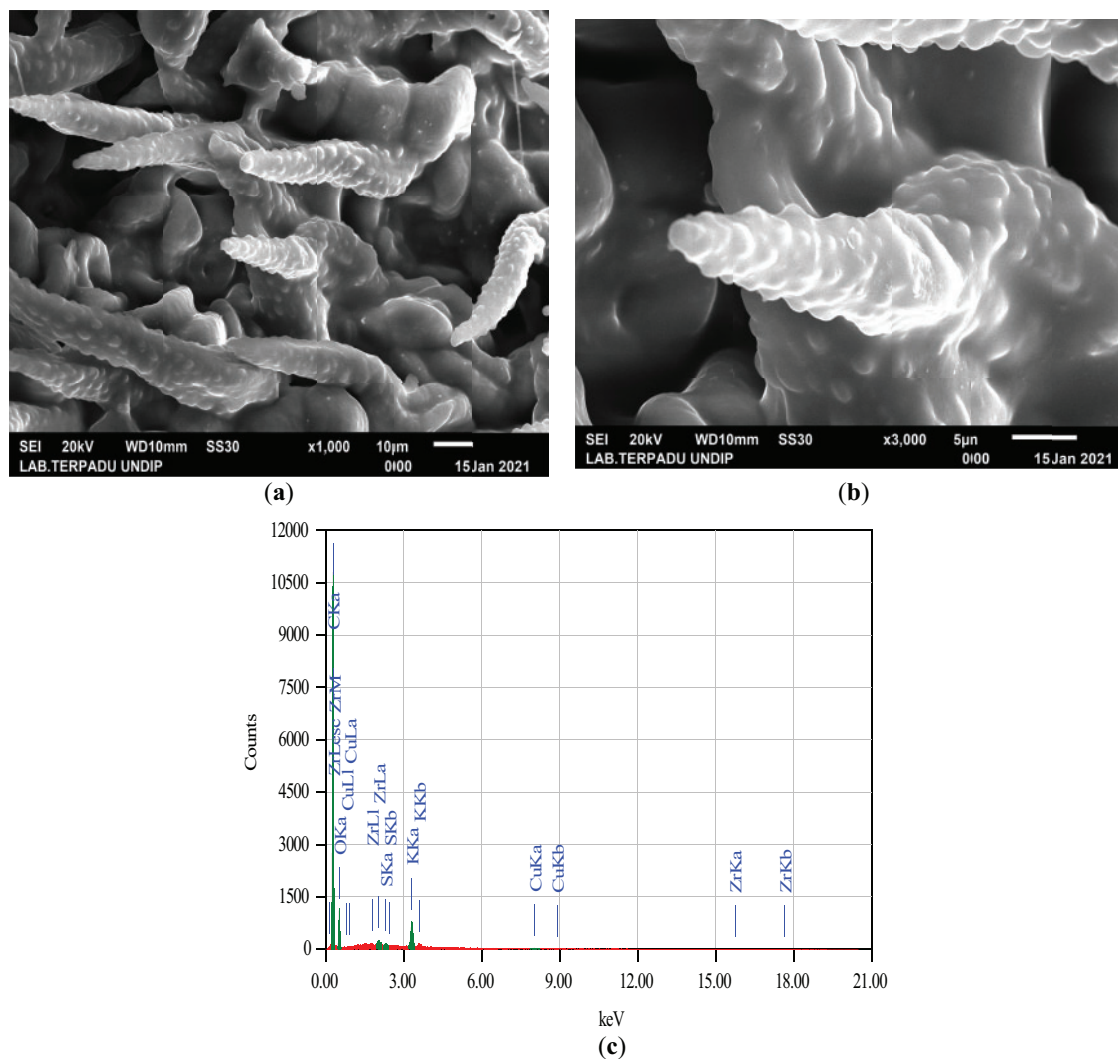 SEI 20kV WD10mm SS30 x1,000 10µm
LAB.TERPADU UNDIP 0000 15Jan 2021
(a)
SEI 20kV WD10mm SS30 x3,000 5µm
LAB.TERPADU UNDIP 0000 15Jan 2021
(b)
12000
10500
9000
7500
6000
4500
3000
1500
0
Counts
CKa
ZrLesc ZrM
OKa
CuLl CuLa
ZrLl ZrLa
SKa SKb
KKa KKb
CuKa
CuKb
ZrKa
ZrKb
0.00 3.00 6.00 9.00 12.00 15.00 18.00 21.00
keV
(c)